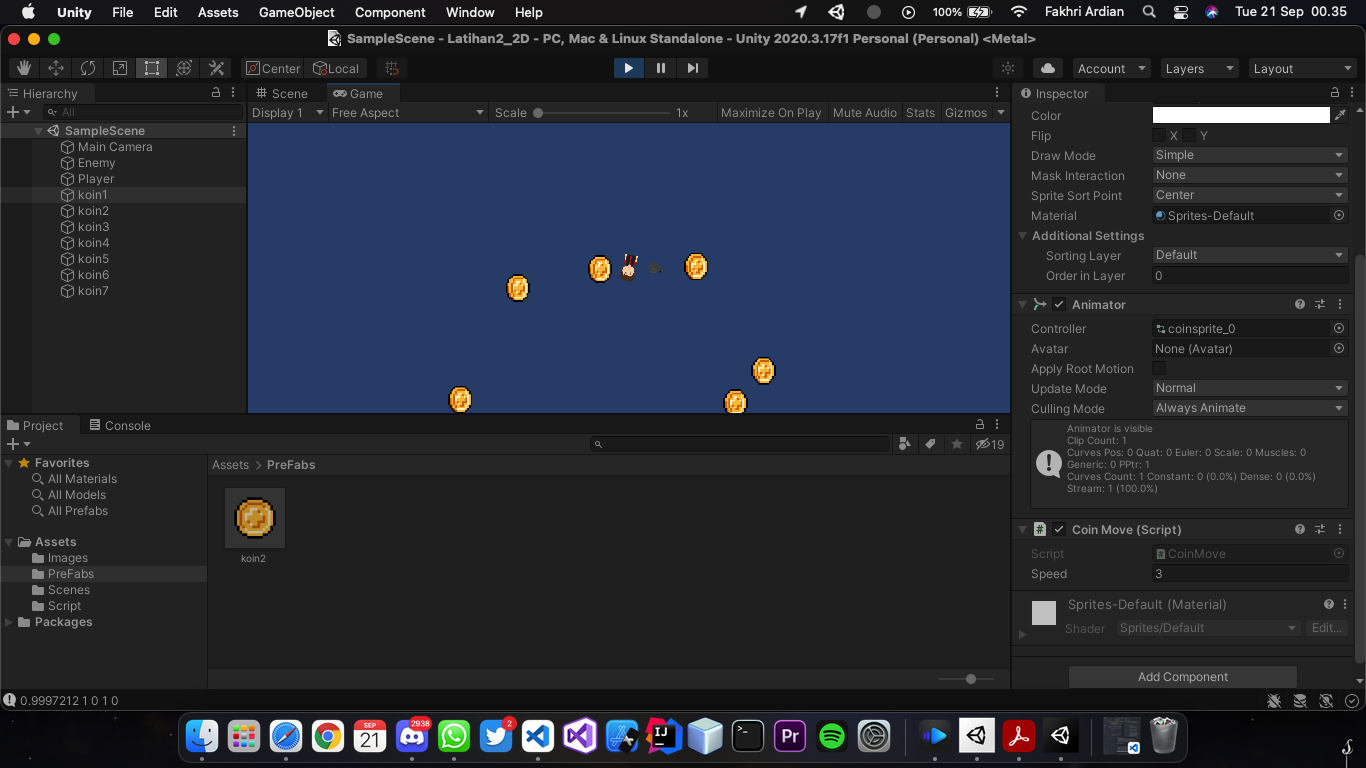 Unity File Edit Assets GameObject Component Window Help 100% Fakhri Ardian Tue 21 Sep 00.35
SampleScene - Latihan2_2D - PC, Mac & Linux Standalone - Unity 2020.3.17f1 Personal (Personal) <Metal>
Center Local Account Layers Layout
Hierarchy
All
SampleScene
Main Camera
Enemy
Player
koin1
koin2
koin3
koin4
koin5
koin6
koin7
Scene Game
Display 1 Free Aspect Scale 1x Maximize On Play Mute Audio Stats Gizmos
Inspector
Color
Flip X Y
Draw Mode Simple
Mask Interaction None
Sprite Sort Point Center
Material Sprites-Default
Additional Settings
Sorting Layer Default
Order in Layer 0
Animator
Controller coinsprite_0
Avatar None (Avatar)
Apply Root Motion
Update Mode Normal
Culling Mode Always Animate
Animator is visible
Clip Count: 1
Curves Pos: 0 Quat: 0 Euler: 0 Scale: 0 Muscles: 0
Generic: 0 PPtr: 1
Curves Count: 1 Constant: 0 (0.0%) Dense: 0 (0.0%)
Stream: 1 (100.0%)
Coin Move (Script)
Script CoinMove
Speed 3
Sprites-Default (Material)
Shader Sprites/Default Edit...
Add Component
Project Console
19
Favorites
All Materials
All Models
All Prefabs
Assets
Images
PreFabs
Scenes
Script
Packages
Assets > PreFabs
koin2
0.9997212 1 0 1 0
SEP
21
2938
2
IJ
Pr